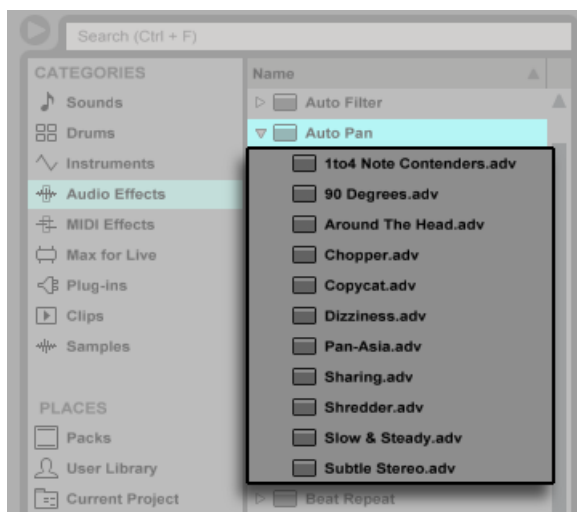 Search (Ctrl + F)
CATEGORIES
Sounds
Drums
Instruments
Audio Effects
MIDI Effects
Max for Live
Plug-ins
Clips
Samples
PLACES
Packs
User Library
Current Project
Name
Auto Filter
Auto Pan
1to4 Note Contenders.adv
90 Degrees.adv
Around The Head.adv
Chopper.adv
Copycat.adv
Dizziness.adv
Pan-Asia.adv
Sharing.adv
Shredder.adv
Slow & Steady.adv
Subtle Stereo.adv
Beat Repeat